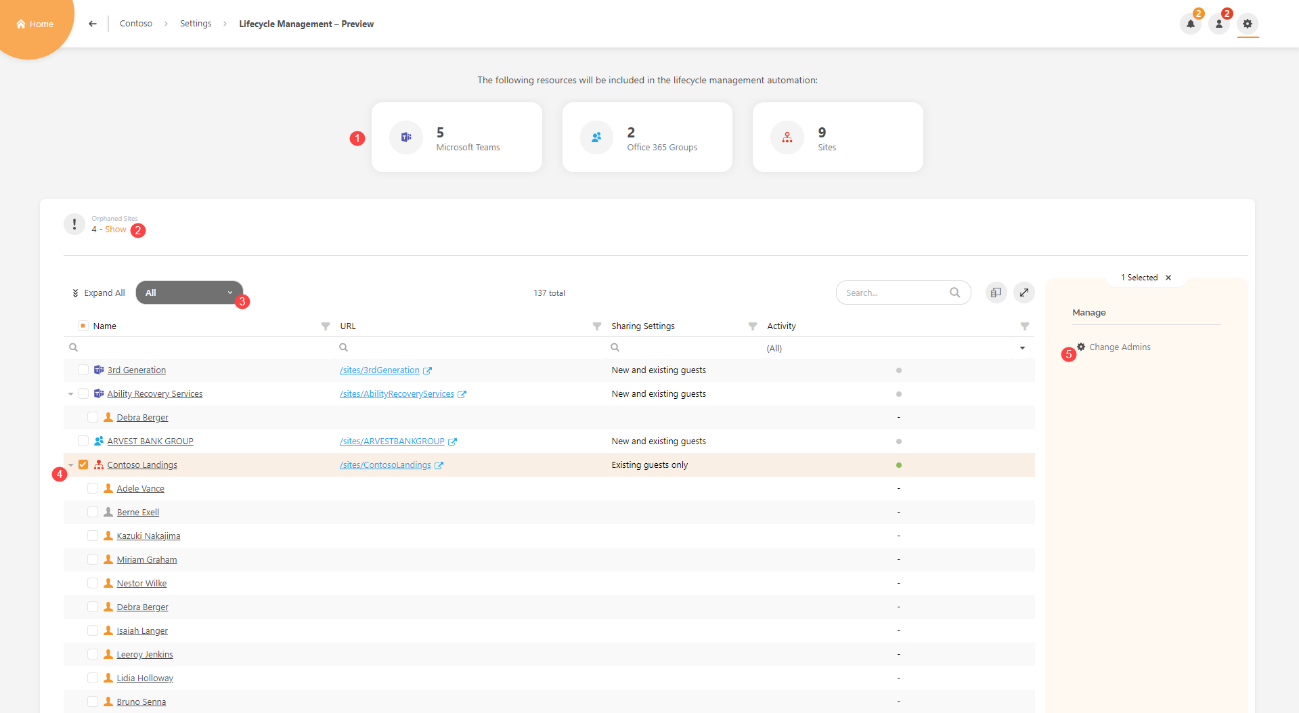 Home
Contoso
Settings
Lifecycle Management – Preview
2
2
The following resources will be included in the lifecycle management automation:
1
5
Microsoft Teams
2
Office 365 Groups
9
Sites
Orphaned Sites
4 - Show
2
Expand All
All
3
137 total
Search...
1 Selected
Name
URL
Sharing Settings
Activity
(All)
Manage
5
Change Admins
3rd Generation
/sites/3rdGeneration
New and existing guests
Ability Recovery Services
/sites/AbilityRecoveryServices
New and existing guests
Debra Berger
-
ARVEST BANK GROUP
/sites/ARVESTBANKGROUP
New and existing guests
4
Contoso Landings
/sites/ContosoLandings
Existing guests only
Adele Vance
-
Berne Exell
-
Kazuki Nakajima
-
Miriam Graham
-
Nestor Wilke
-
Debra Berger
-
Isaiah Langer
-
Leeroy Jenkins
-
Lidia Holloway
-
Bruno Senna
-